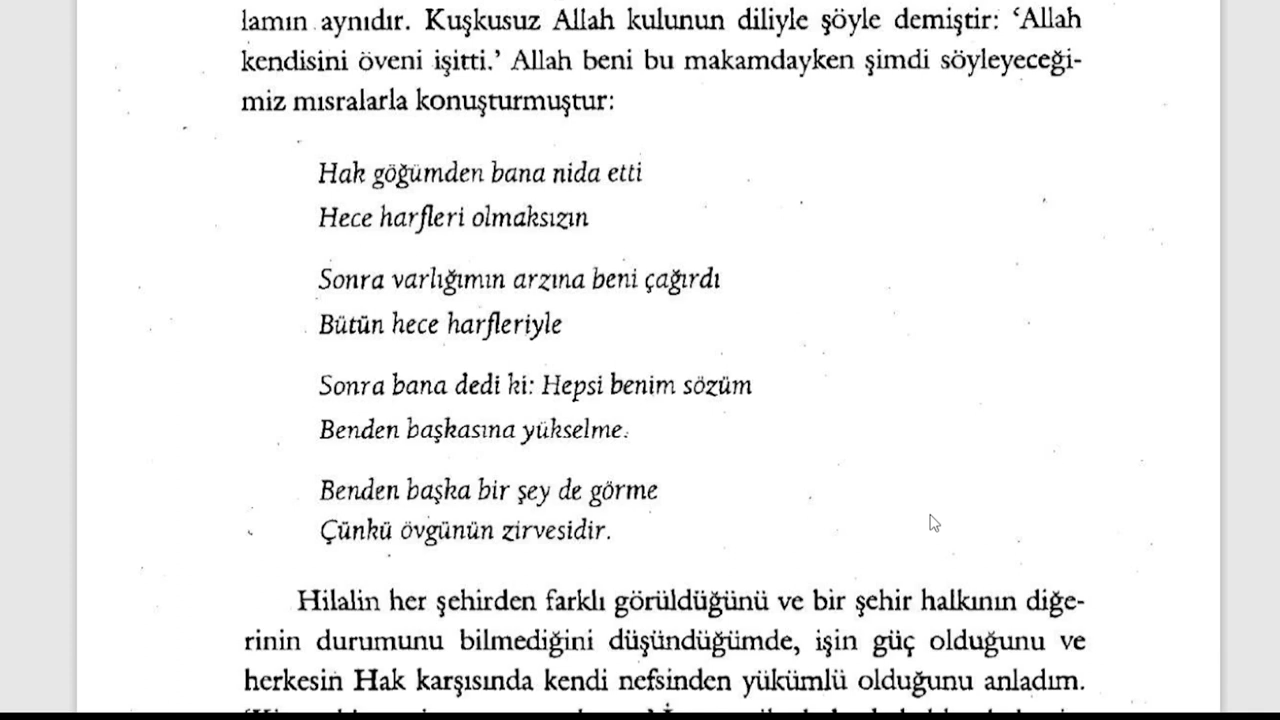 lamın aynıdır. Kuşkusuz Allah kulunun diliyle şöyle demiştir: ‘Allah
kendisini öveni işitti.’ Allah beni bu makamdayken şimdi söyleyeceği-
miz mısralarla konuşturmuştur:
Hak göğümden bana nida etti
Hece harfleri olmaksızın
Sonra varlığımın arzına beni çağırdı
Bütün hece harfleriyle
Sonra bana dedi ki: Hepsi benim sözüm
Benden başkasına yükselme.
Benden başka bir şey de görme
Çünkü övgünün zirvesidir.
Hilalin her şehirden farklı görüldüğünü ve bir şehir halkının diğe-
rinin durumunu bilmediğini düşündüğümde, işin güç olduğunu ve
herkesin Hak karşısında kendi nefsinden yükümlü olduğunu anladım.